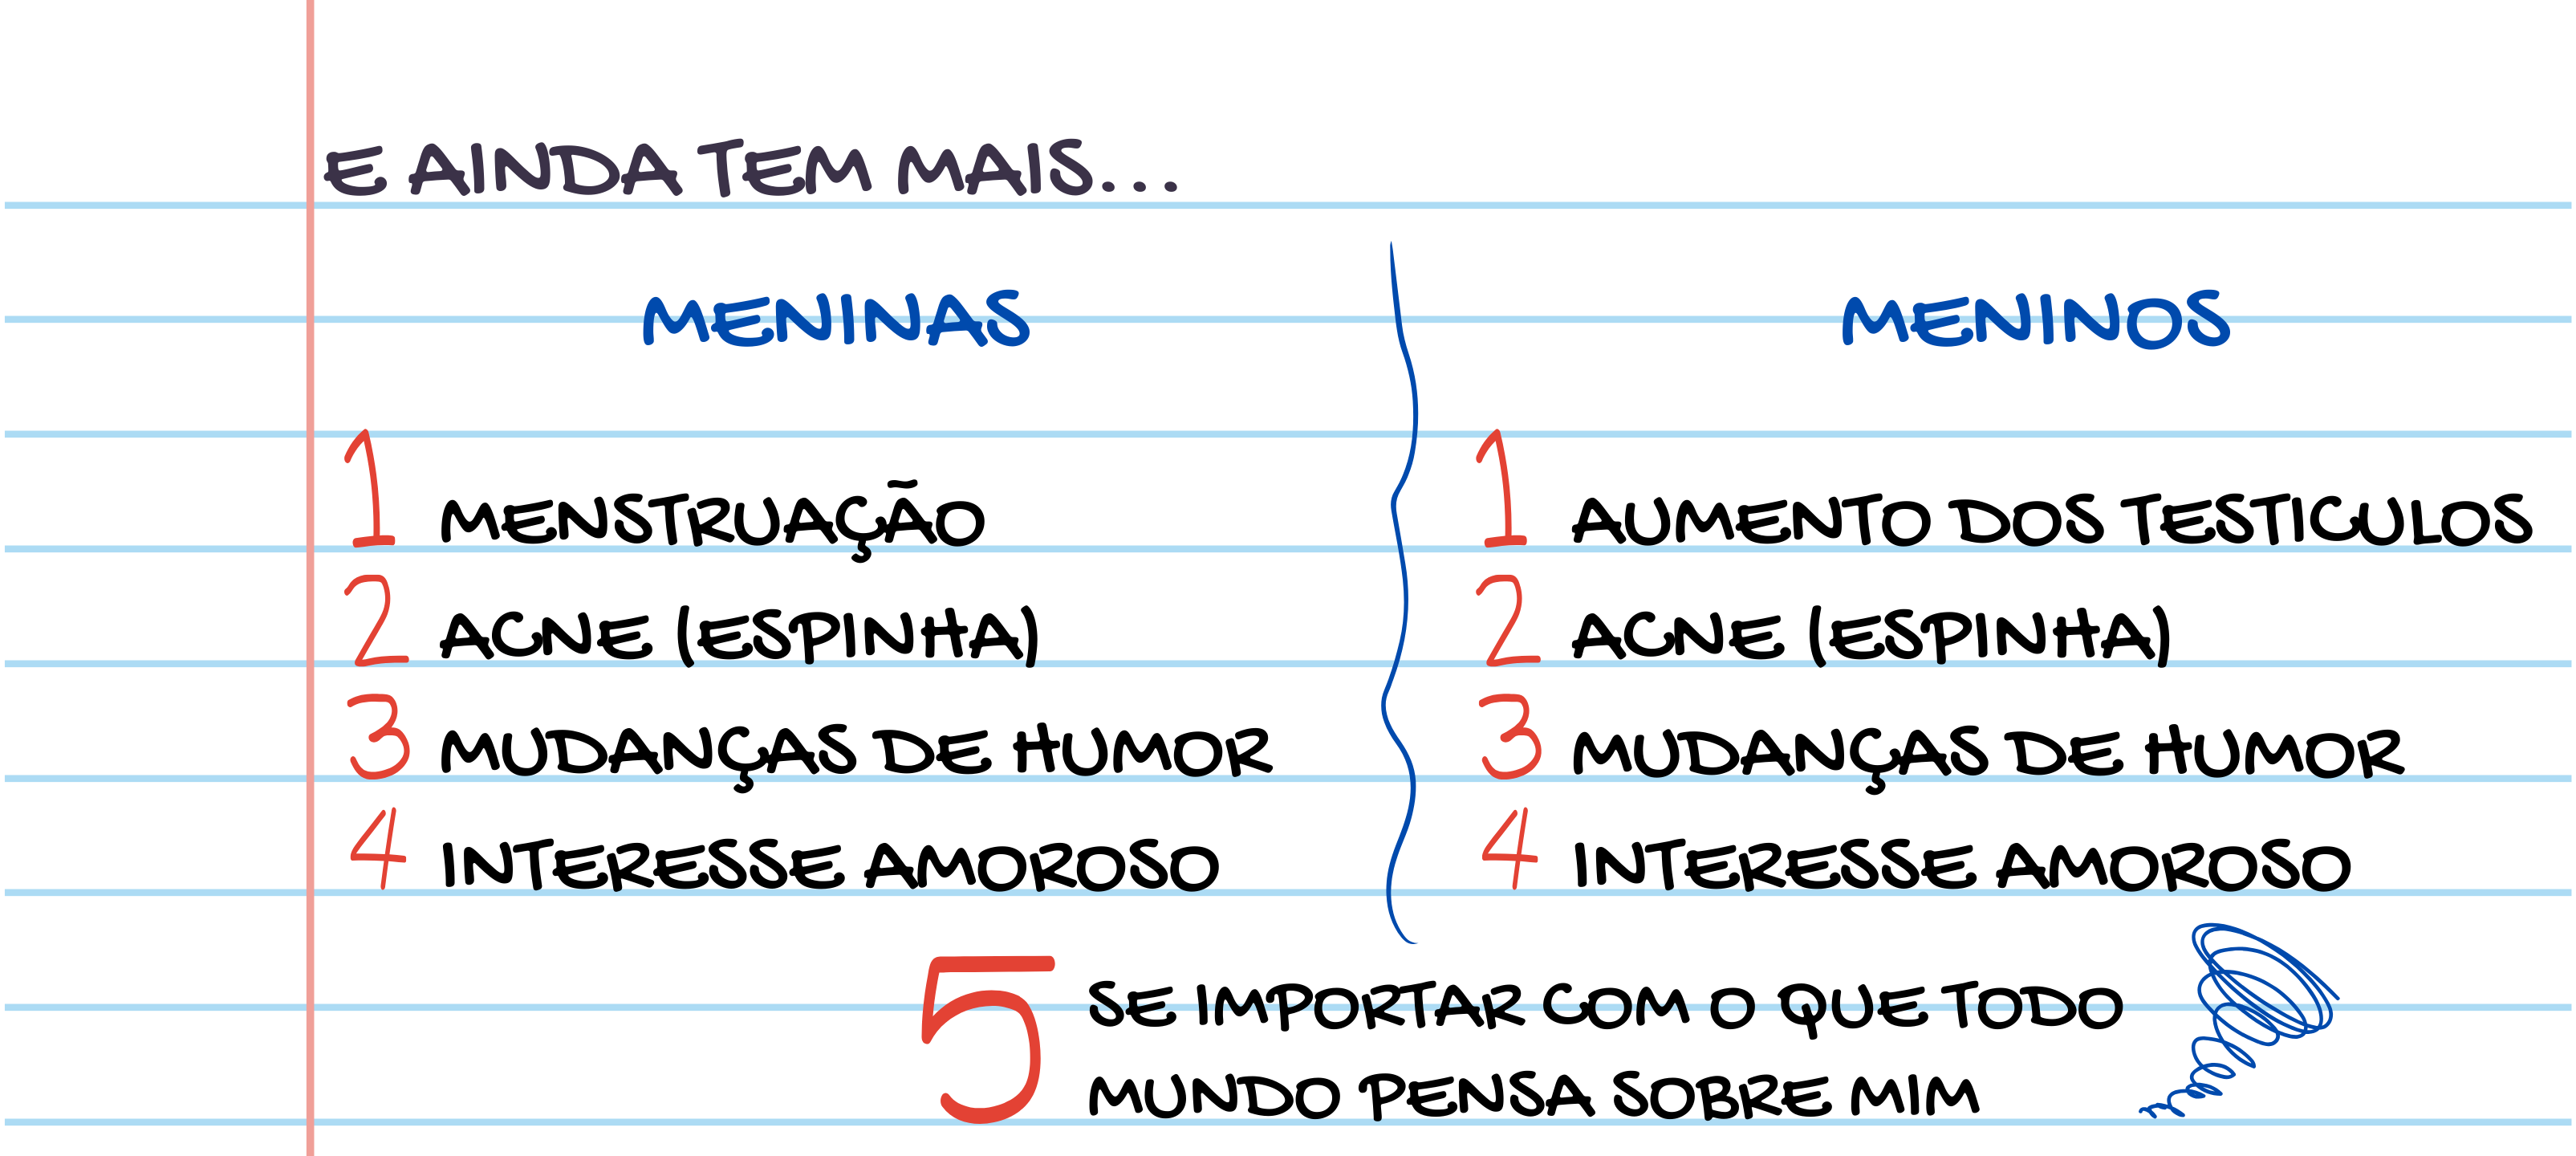 E AINDA TEM MAIS...
MENINAS
1 MENSTRUAÇÃO
2 ACNE (ESPINHA)
3 MUDANÇAS DE HUMOR
4 INTERESSE AMOROSO
MENINOS
1 AUMENTO DOS TESTICULOS
2 ACNE (ESPINHA)
3 MUDANÇAS DE HUMOR
4 INTERESSE AMOROSO
5 SE IMPORTAR COM O QUE TODO
MUNDO PENSA SOBRE MIM